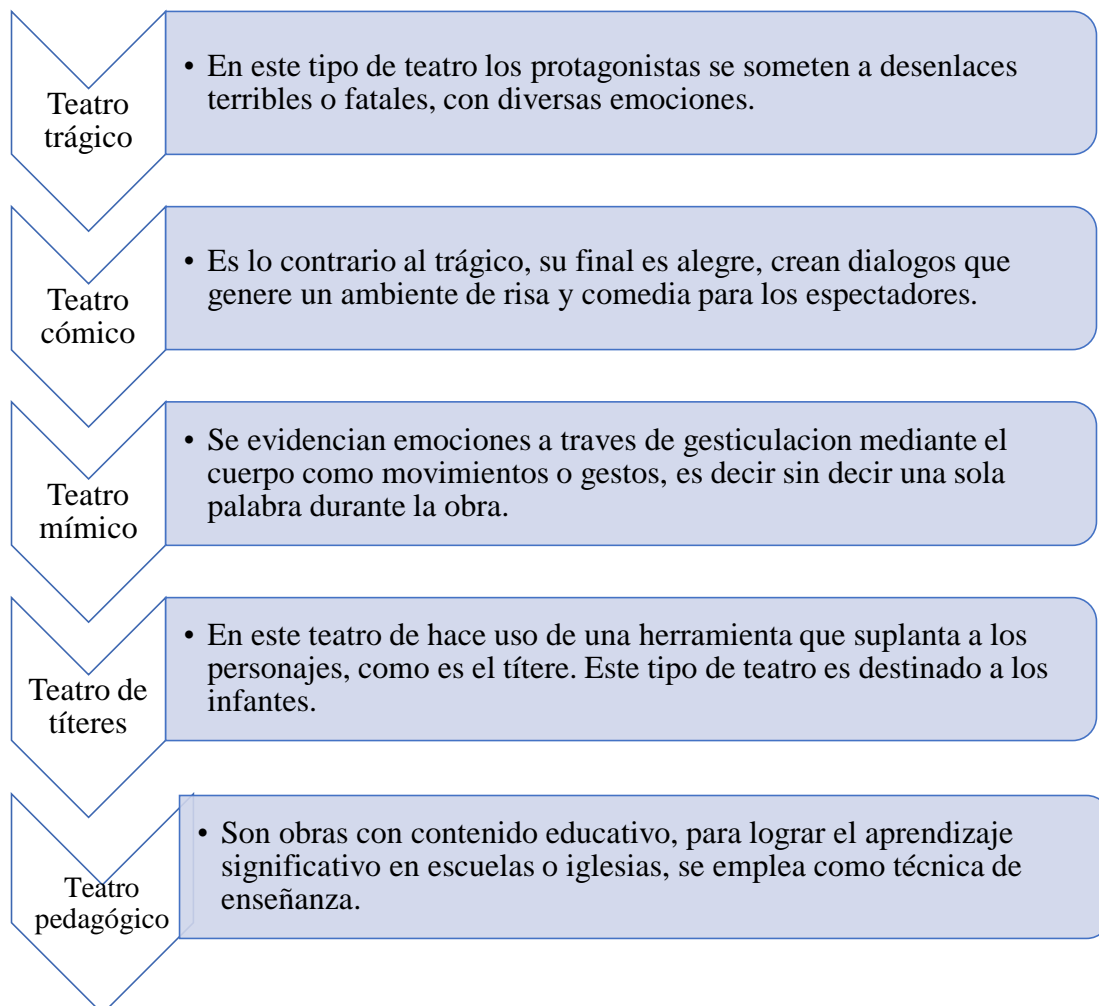 Teatro
trágico
• En este tipo de teatro los protagonistas se someten a desenlaces
terribles o fatales, con diversas emociones.
Teatro
cómico
• Es lo contrario al trágico, su final es alegre, crean dialogos que
genere un ambiente de risa y comedia para los espectadores.
Teatro
mímico
• Se evidencian emociones a traves de gesticulacion mediante el
cuerpo como movimientos o gestos, es decir sin decir una sola
palabra durante la obra.
Teatro de
títeres
• En este teatro de hace uso de una herramienta que suplanta a los
personajes, como es el títere. Este tipo de teatro es destinado a los
infantes.
Teatro
pedagógico
• Son obras con contenido educativo, para lograr el aprendizaje
significativo en escuelas o iglesias, se emplea como técnica de
enseñanza.